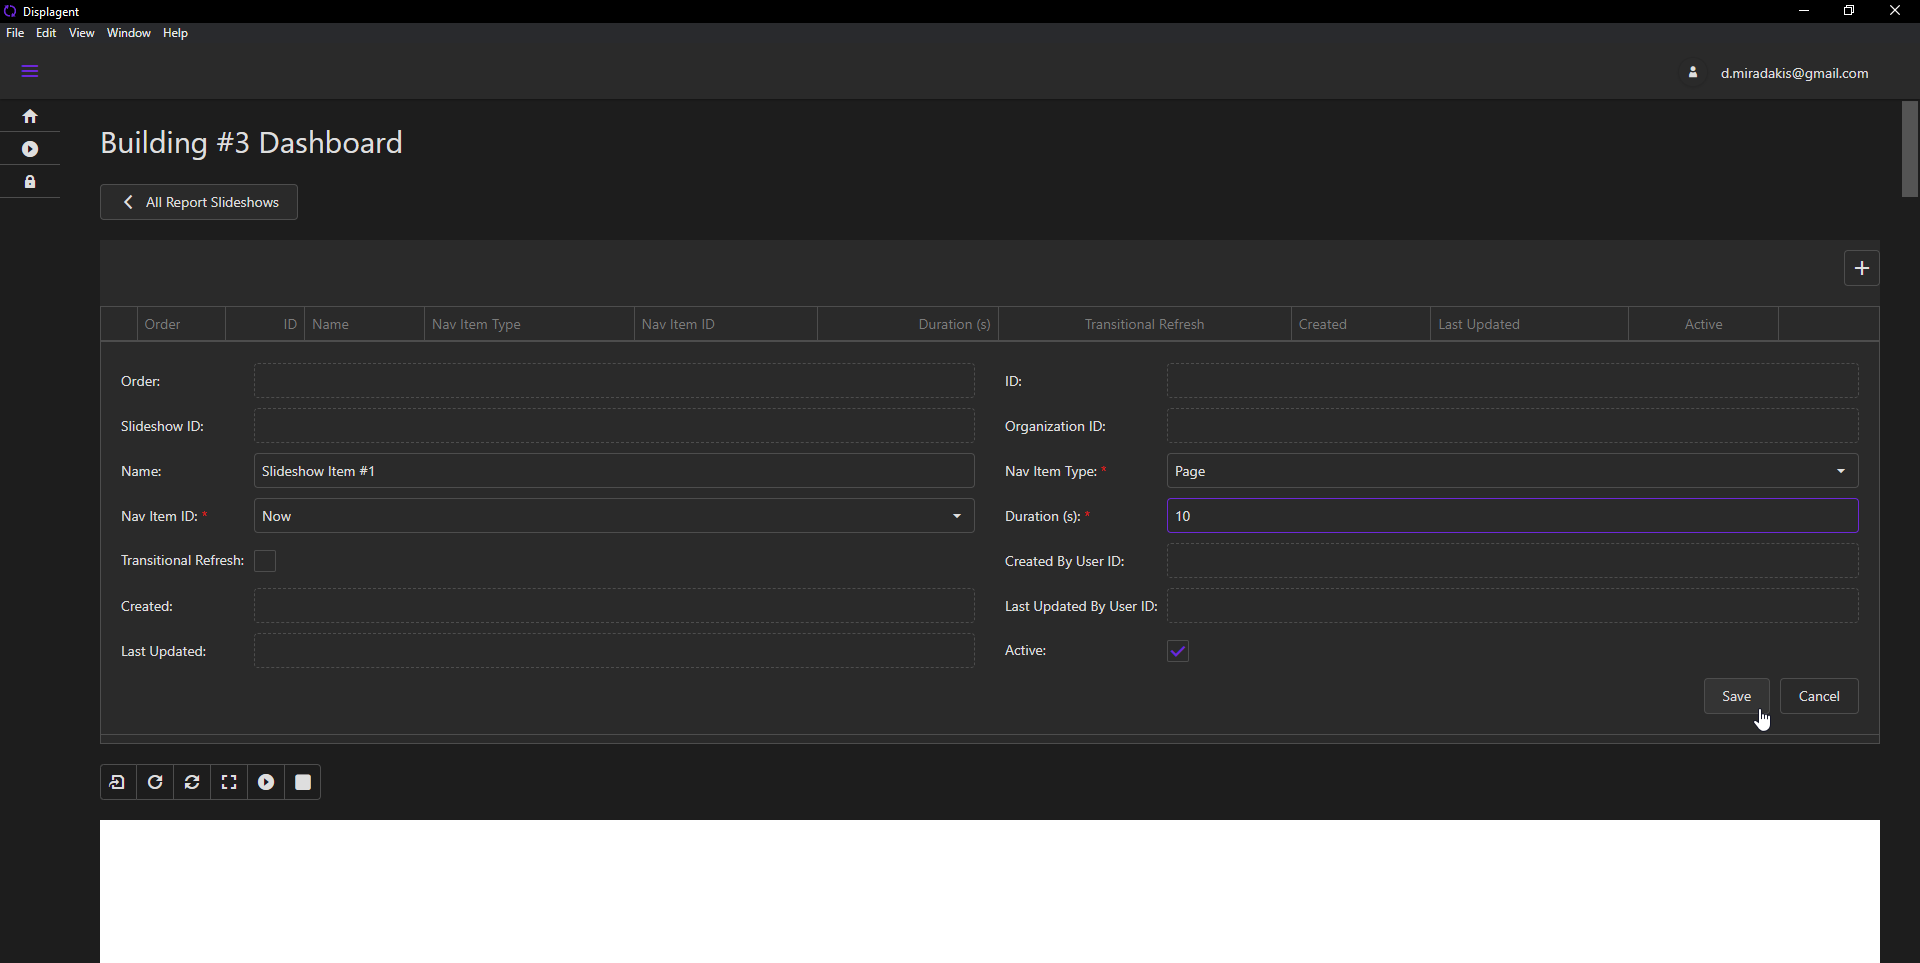 Displagent
File Edit View Window Help
d.miradakis@gmail.com
Building #3 Dashboard
All Report Slideshows
Order ID Name Nav Item Type Nav Item ID Duration (s) Transitional Refresh Created Last Updated Active
Order: ID:
Slideshow ID: Organization ID:
Name: Slideshow Item #1 Nav Item Type: * Page
Nav Item ID: * Now Duration (s): * 10
Transitional Refresh: Created By User ID:
Created: Last Updated By User ID:
Last Updated: Active:
Save Cancel